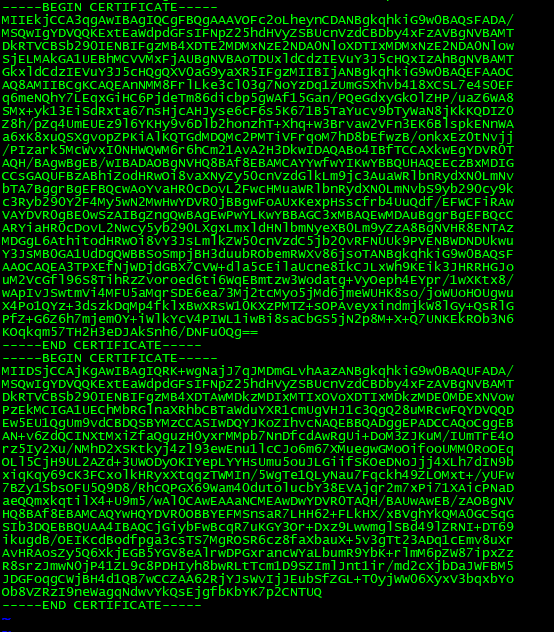 -----BEGIN CERTIFICATE-----
MIIEkjCCA3qgAwIBAgIQCgFBQgAAAVOFc2oLheynCDANBgkqhkiG9w0BAQsFADA/
MSQwIgYDVQQKExtEaWdpdGFsIFNpZ25hdHVyZSBUcnVzdCBDby4xFzAVBgNVBAMT
DkRTVCBSb290IENBIFgzMB4XDTE2MDMxNzE2NDA0NloXDTIxMDMxNzE2NDA0Nlow
SjELMAkGA1UEBhMCVVMxFjAUBgNVBAoTDUxldCdzIEVuY3J5cHQxIzAhBgNVBAMT
GkxldCdzIEVuY3J5cHQgQXV0aG9yaXR5IFgzMIIBIjANBgkqhkiG9w0BAQEFAAOC
AQ8AMIIBCgKCAQEAnNMM8FrlLke3cl03g7NoYzDq1zUmGSXhvb418XCSL7e4S0EF
q6meNQhY7LEqxGiHC6PjdeTm86dicbp5gWAf15Gan/PQeGdxyGkOlZHP/uaZ6WA8
SMx+yk13EiSdRxta67nsHjcAHJyse6cF6s5K671B5TaYucv9bTyWaN8jKkKQDIZ0
Z8h/pZq4UmEUEz9l6YKHy9v6Dlb2honzhT+Xhq+w3Brvaw2VFn3EK6BlspkENnWA
a6xK8xuQSXgvopZPKiAlKQTGdMDQMc2PMTiVFrqoM7hD8bEfwzB/onkxEz0tNvjj
/PIzark5McWvxI0NHWQWM6r6hCm21AvA2H3DkwIDAQABo4IBfTCCAXkwEgYDVR0T
AQH/BAgwBgEB/wIBADAOBgNVHQ8BAf8EBAMCAYYwfwYIKwYBBQUHAQEEczBxMDIG
CCsGAQUFBzABhiZodHRwOi8vaXNyZy50cnVzdGlkLm9jc3AuaWRlbnRydXN0LmNv
bTA7BggrBgEFBQcwAoYvaHR0cDovL2FwcHMuaWRlbnRydXN0LmNvbS9yb290cy9k
c3Ryb290Y2F4My5wN2MwHwYDVR0jBBgwFoAUxKexpHsscfrb4UuQdf/EFWCFiRAw
VAYDVR0gBE0wSzAIBgZngQwBAgEwPwYLKwYBBAGC3xMBAQEwMDAuBggrBgEFBQcC
ARYiaHR0cDovL2Nwcy5yb290LXgxLmxldHNlbmNyeXB0Lm9yZzA8BgNVHR8ENTAz
MDGgL6AthitodHRwOi8vY3JsLmlkZW50cnVzdC5jb20vRFNUUk9PVENBWDNDUkwu
Y3JsMB0GA1UdDgQWBBSoSmpjBH3duubRObemRWXv86jsoTANBgkqhkiG9w0BAQsF
AAOCAQEA3TPXEfNjWDjdGBX7CVW+dla5cEilaUcne8IkCJLxWh9KEik3JHRRHGJo
uM2VcGfl96S8TihRzZvoroed6ti6WqEBmtzw3Wodatg+VyOeph4EYpr/1wXKtx8/
wApIvJSwtmVi4MFU5aMqrSDE6ea73Mj2tcMyo5jMd6jmeWUHK8so/joWUoHOUgwu
X4Po1QYz+3dszkDqMp4fklxBwXRsW10KXzPMTZ+sOPAveyxindmjkW8lGy+QsRlG
PfZ+G6Z6h7mjem0Y+iWlkYcV4PIWL1iwBi8saCbGS5jN2p8M+X+Q7UNKEkROb3N6
KOqkqm57TH2H3eDJAkSnh6/DNFu0Qg==
-----END CERTIFICATE-----
-----BEGIN CERTIFICATE-----
MIIDSjCCAjKgAwIBAgIQRK+wgNajJ7qJMDmGLvhAazANBgkqhkiG9w0BAQUFADA/
MSQwIgYDVQQKExtEaWdpdGFsIFNpZ25hdHVyZSBUcnVzdCBDby4xFzAVBgNVBAMT
DkRTVCBSb290IENBIFgzMB4XDTAwMDkzMDIxMTIxOVoXDTIxMDkzMDE0MDExNVow
PzEkMCIGA1UEChMbRGlnaXRhbCBTaWduYXR1cmUgVHJ1c3QgQ28uMRcwFQYDVQQD
Ew5EU1QgUm9vdCBDQSBYMzCCASIwDQYJKoZIhvcNAQEBBQADggEPADCCAQoCggEB
AN+v6ZdQCINXtMxiZfaQguzH0yxrMMpb7NnDfcdAwRgUi+DoM3ZJKuM/IUmTrE4O
rz5Iy2Xu/NMhD2XSKtkyj4zl93ewEnu1lcCJo6m67XMuegwGMoOifooUMM0RoOEq
OLl5CjH9UL2AZd+3UWODyOKIYepLYYHsUmu5ouJLGiifSKOeDNoJjj4XLh7dIN9b
xiqKqy69cK3FCxolkHRyxXtqqzTWMIn/5WgTe1QLyNau7Fqckh49ZLOMxt+/yUFw
7BZy1SbsOFU5Q9D8/RhcQPGX69Wam40dutolucbY38EVAjqr2m7xPi71XAicPNaD
aeQQmxkqtilX4+U9m5/wAl0CAwEAAaNCMEAwDwYDVR0TAQH/BAUwAwEB/zAOBgNV
HQ8BAf8EBAMCAQYwHQYDVR0OBBYEFMSnsaR7LHH62+FLkHX/xBVghYkQMA0GCSqG
SIb3DQEBBQUAA4IBAQCjGiybFwBcqR7uKGY3Or+Dxz9LwwmglSBd49lZRNI+DT69
ikugdB/OEIKcdBodfpga3csTS7MgROSR6cz8faXbauX+5v3gTt23ADq1cEmv8uXr
AvHRAosZy5Q6XkjEGB5YGV8eAlrwDPGxrancWYaLbumR9YbK+rlmM6pZW87ipxZz
R8srzJmwN0jP41ZL9c8PDHIyh8bwRLtTcm1D9SZImlJnt1ir/md2cXjbDaJWFBM5
JDGFoqgCWjBH4d1QB7wCCZAA62RjYJsWvIjJEubSfZGL+T0yjWW06XyxV3bqxbYo
Ob8VZRzI9neWagqNdwvYkQsEjgfbKbYK7p2CNTUQ
-----END CERTIFICATE-----
~